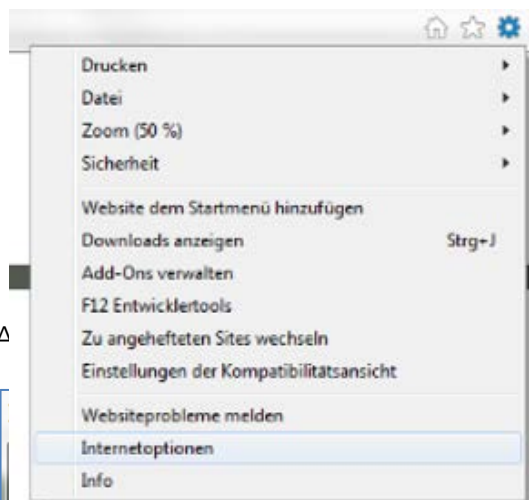 Drucken
Datei
Zoom (50 %)
Sicherheit
Website dem Startmenü hinzufügen
Downloads anzeigen Strg+J
Add-Ons verwalten
F12 Entwicklertools
Zu angehefteten Sites wechseln
Einstellungen der Kompatibilitätsansicht
Websiteprobleme melden
Internetoptionen
Info